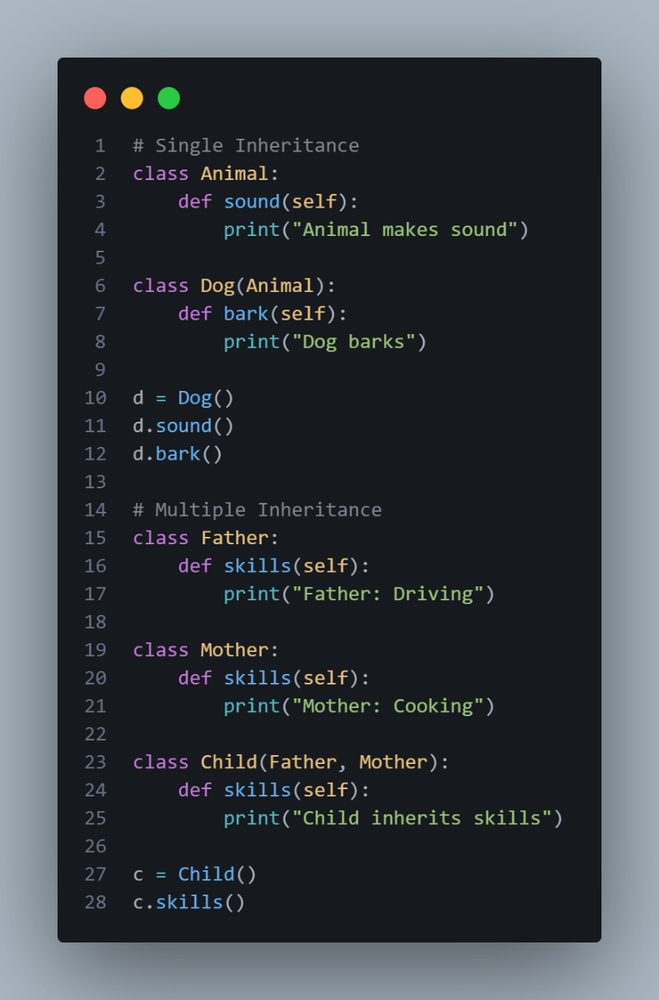 1 # Single Inheritance
2 class Animal:
3     def sound(self):
4         print("Animal makes sound")
5
6 class Dog(Animal):
7     def bark(self):
8         print("Dog barks")
9
10 d = Dog()
11 d.sound()
12 d.bark()
13
14 # Multiple Inheritance
15 class Father:
16     def skills(self):
17         print("Father: Driving")
18
19 class Mother:
20     def skills(self):
21         print("Mother: Cooking")
22
23 class Child(Father, Mother):
24     def skills(self):
25         print("Child inherits skills")
26
27 c = Child()
28 c.skills()